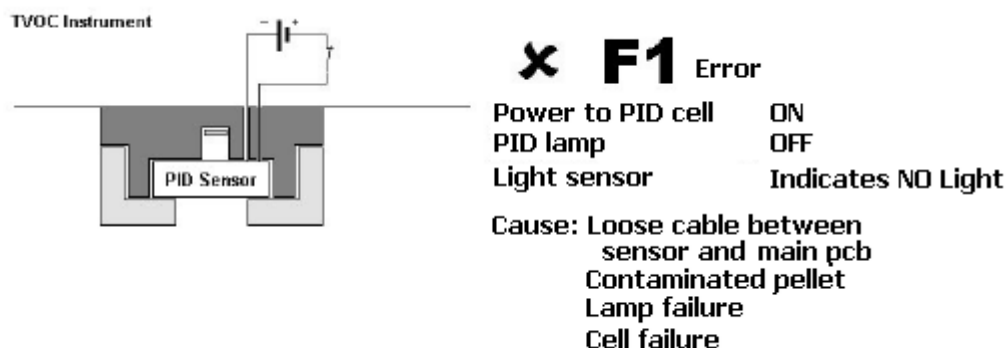 TVOC Instrument
- +
PID Sensor
✘ F1 Error
Power to PID cell ON
PID lamp OFF
Light sensor Indicates NO Light
Cause: Loose cable between
sensor and main pcb
Contaminated pellet
Lamp failure
Cell failure